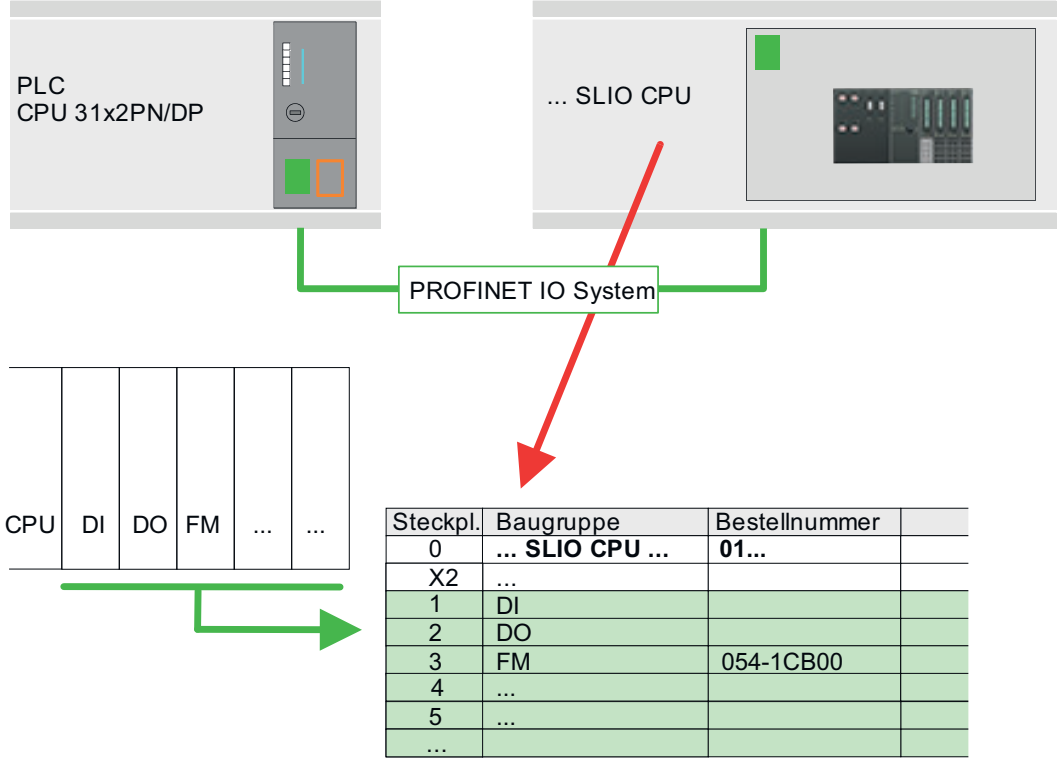 PLC
CPU 31x2PN/DP
... SLIO CPU
PROFINET IO System
CPU DI DO FM ... ...
Steckpl. Baugruppe Bestellnummer
0 ... SLIO CPU ... 01...
X2 ...
1 DI
2 DO
3 FM 054-1CB00
4 ...
5 ...
...